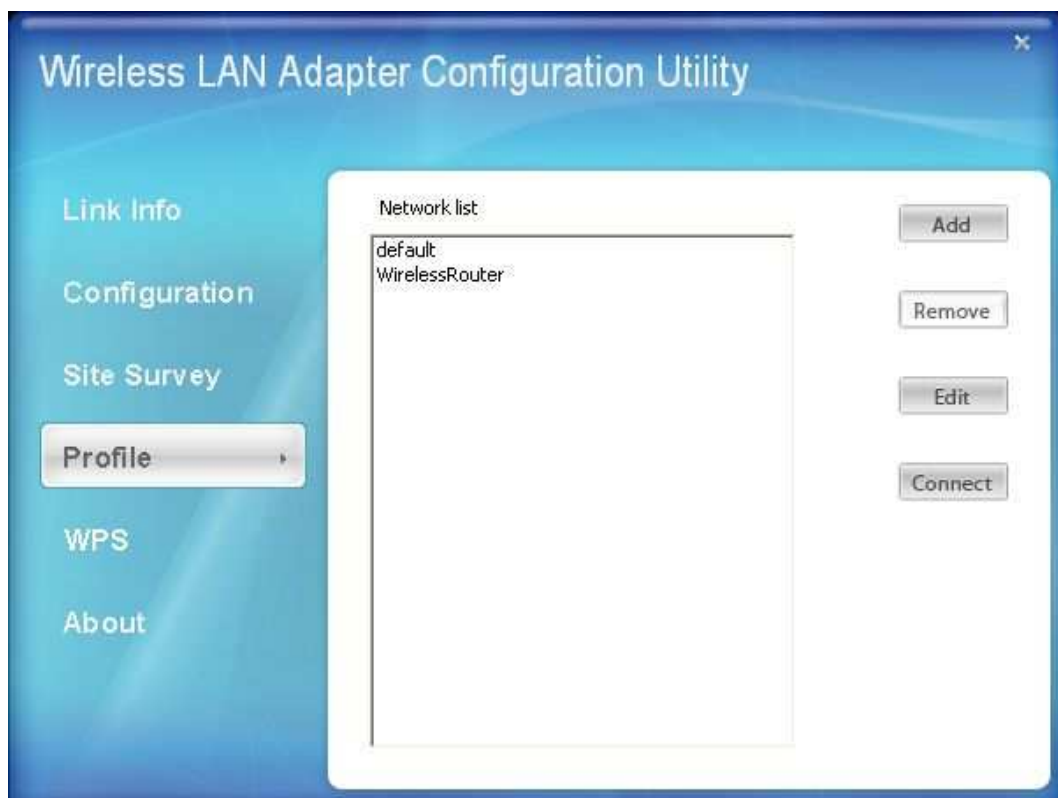 Wireless LAN Adapter Configuration Utility
Link Info
Configuration
Site Survey
Profile
WPS
About
Network list
default
WirelessRouter
Add
Remove
Edit
Connect